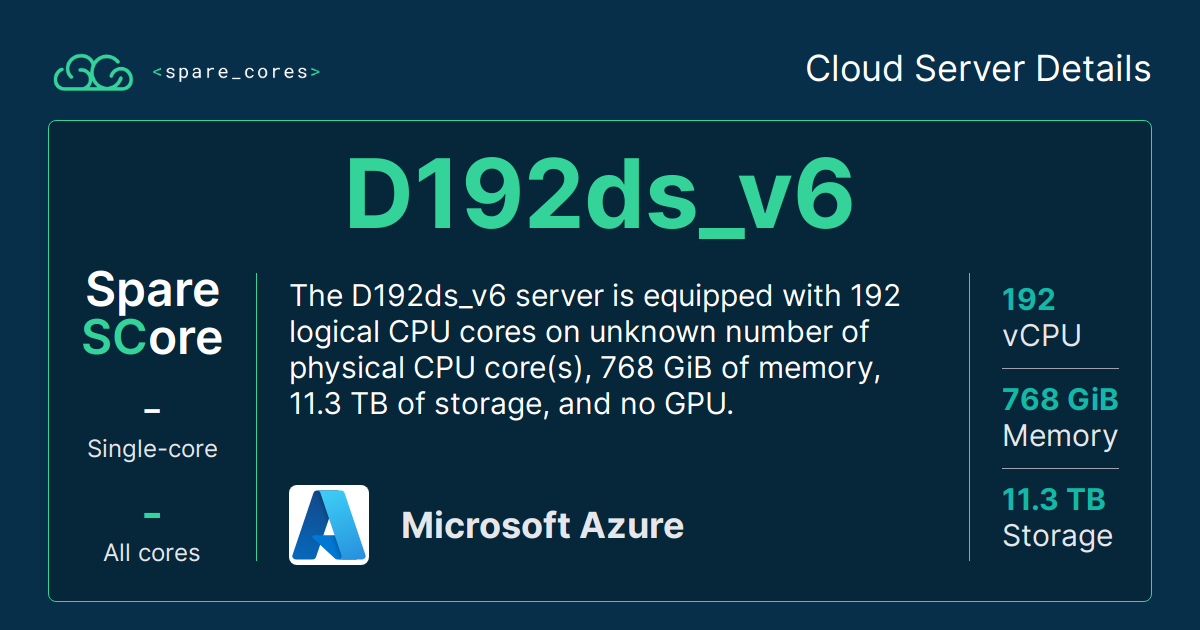 <spare_cores>
Cloud Server Details
D192ds_v6
Spare
SCore
-
Single-core
-
All cores
The D192ds_v6 server is equipped with 192
logical CPU cores on unknown number of
physical CPU core(s), 768 GiB of memory,
11.3 TB of storage, and no GPU.
Microsoft Azure
192
vCPU
768 GiB
Memory
11.3 TB
Storage